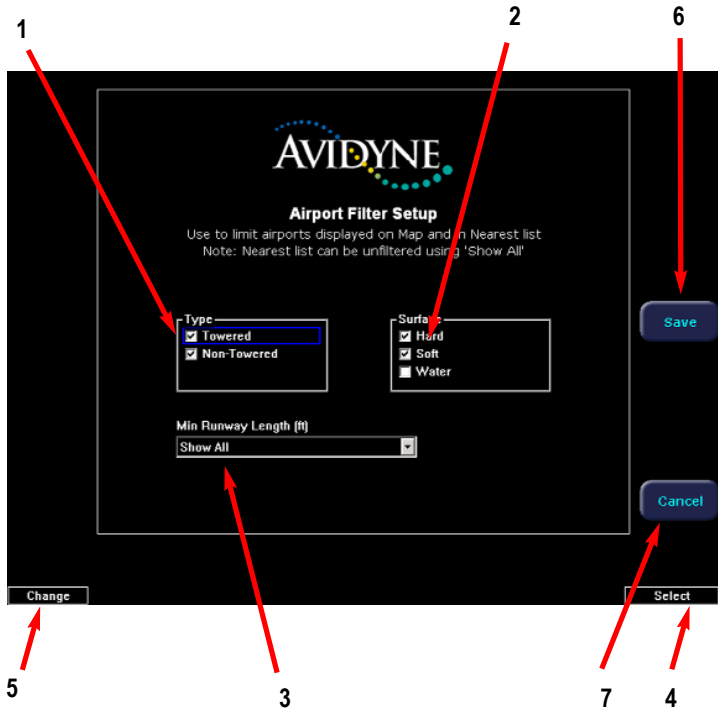 1
2
6
AVIDYNE
Airport Filter Setup
Use to limit airports displayed on Map and in Nearest list
Note: Nearest list can be unfiltered using 'Show All'
Type
Towered
Non-Towered
Surface
Hard
Soft
Water
Save
Min Runway Length (ft)
Show All
Cancel
Change
Select
5
3
7
4